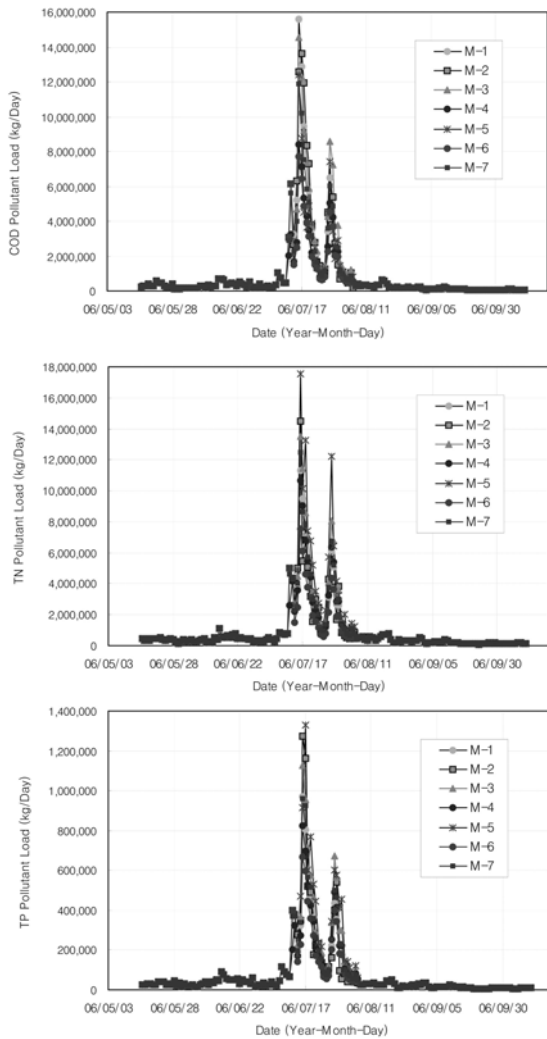 16,000,000
14,000,000
12,000,000
10,000,000
8,000,000
6,000,000
4,000,000
2,000,000
0
COD Pollutant Load (kg/Day)
M-1
M-2
M-3
M-4
M-5
M-6
M-7
06/05/03 06/05/28 06/06/22 06/07/17 06/08/11 06/09/05 06/09/30
Date (Year-Month-Day)
18,000,000
16,000,000
14,000,000
12,000,000
10,000,000
8,000,000
6,000,000
4,000,000
2,000,000
0
TN Pollutant Load (kg/Day)
M-1
M-2
M-3
M-4
M-5
M-6
M-7
06/05/03 06/05/28 06/06/22 06/07/17 06/08/11 06/09/05 06/09/30
Date (Year-Month-Day)
1,400,000
1,200,000
1,000,000
800,000
600,000
400,000
200,000
0
TP Pollutant Load (kg/Day)
M-1
M-2
M-3
M-4
M-5
M-6
M-7
06/05/03 06/05/28 06/06/22 06/07/17 06/08/11 06/09/05 06/09/30
Date (Year-Month-Day)